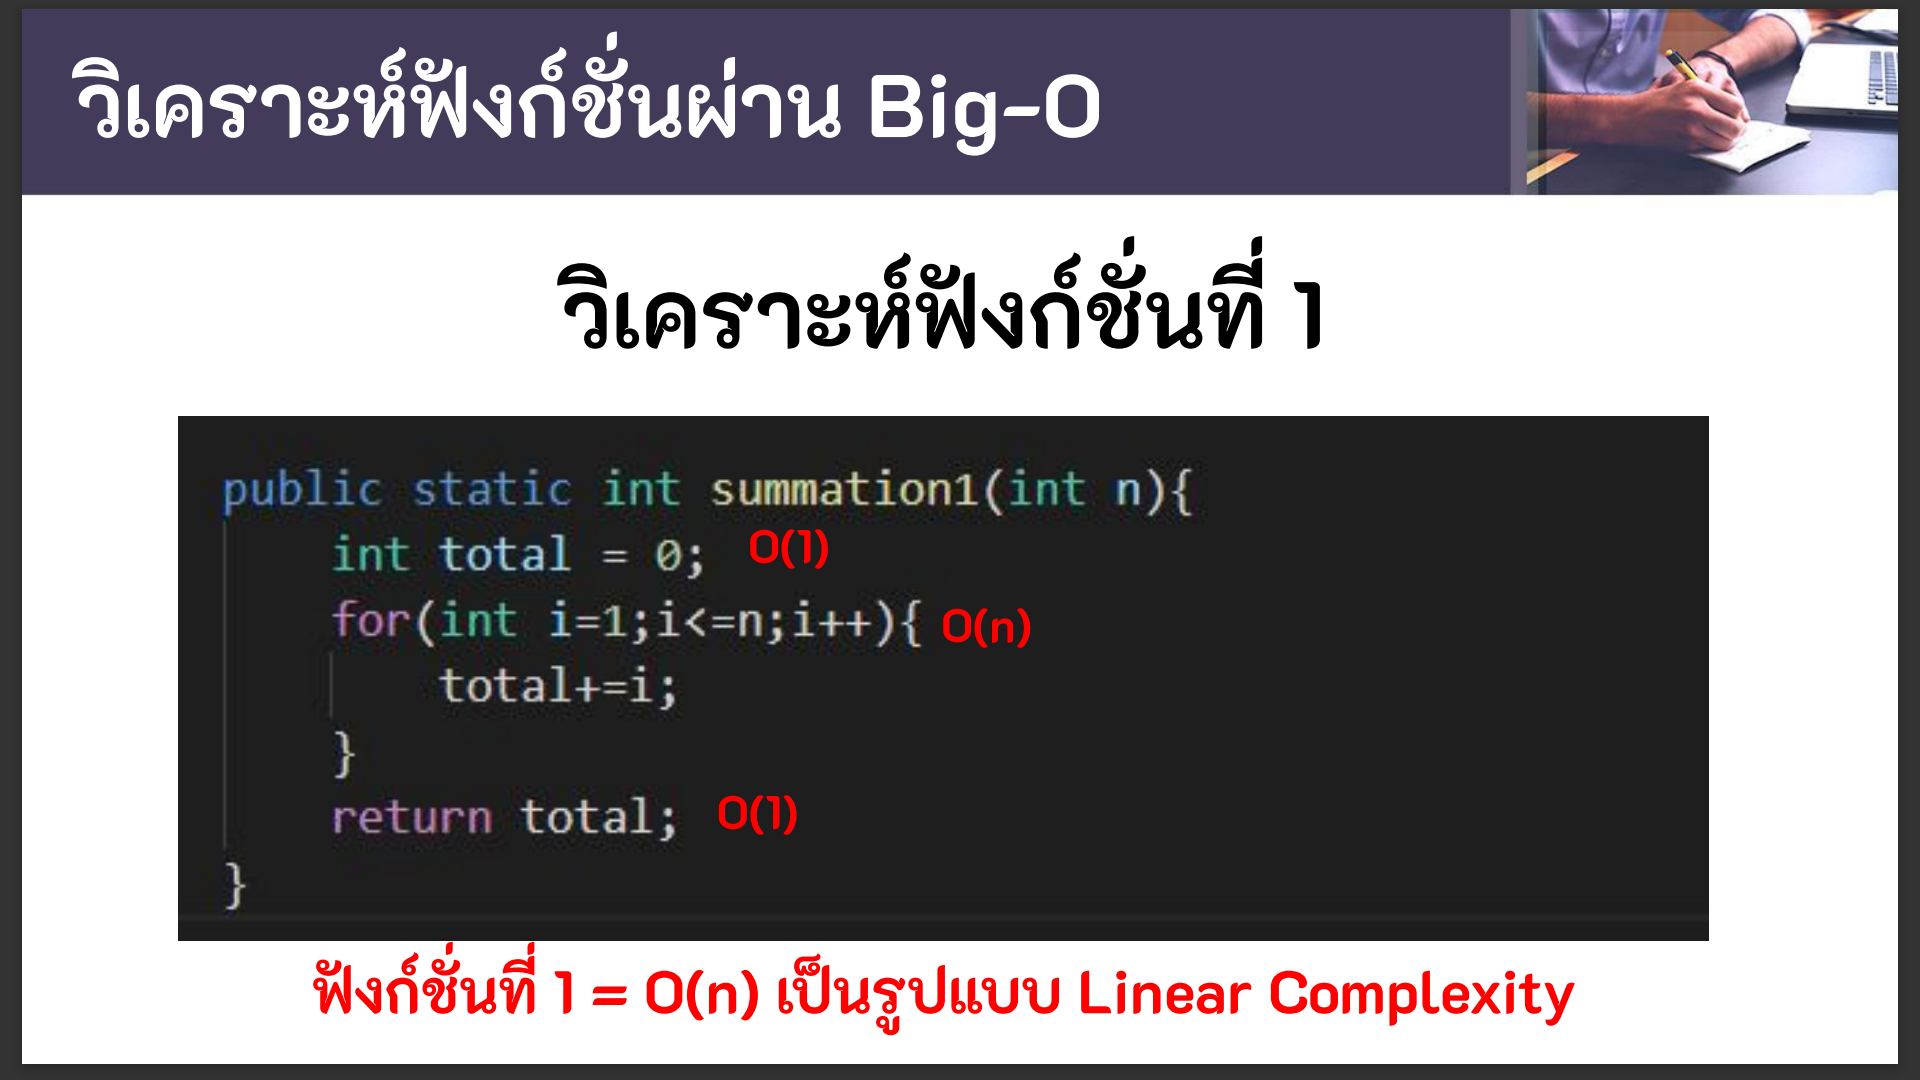 วิเคราะห์ฟังก์ชั่นผ่าน Big-O
วิเคราะห์ฟังก์ชั่นที่ 1
public static int summation1(int n){
int total = 0; O(1)
for(int i=1;i<=n;i++){ O(n)
total+=i;
}
return total; O(1)
}
ฟังก์ชั่นที่ 1 = O(n) เป็นรูปแบบ Linear Complexity